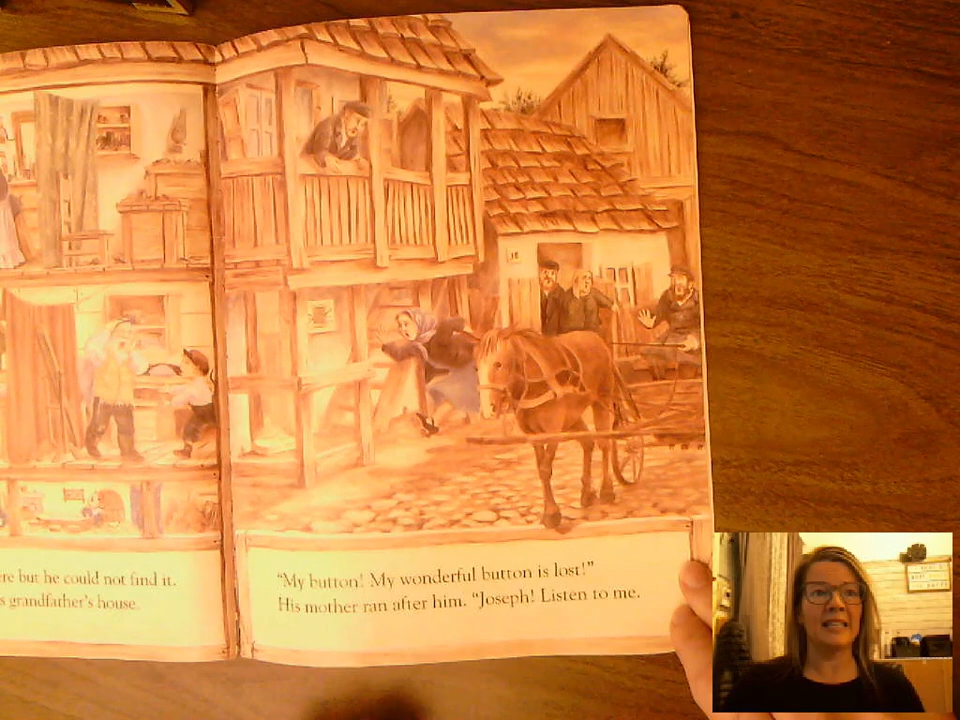 ere but he could not find it.
s grandfather's house.
"My button! My wonderful button is lost!"
His mother ran after him. "Joseph! Listen to me.